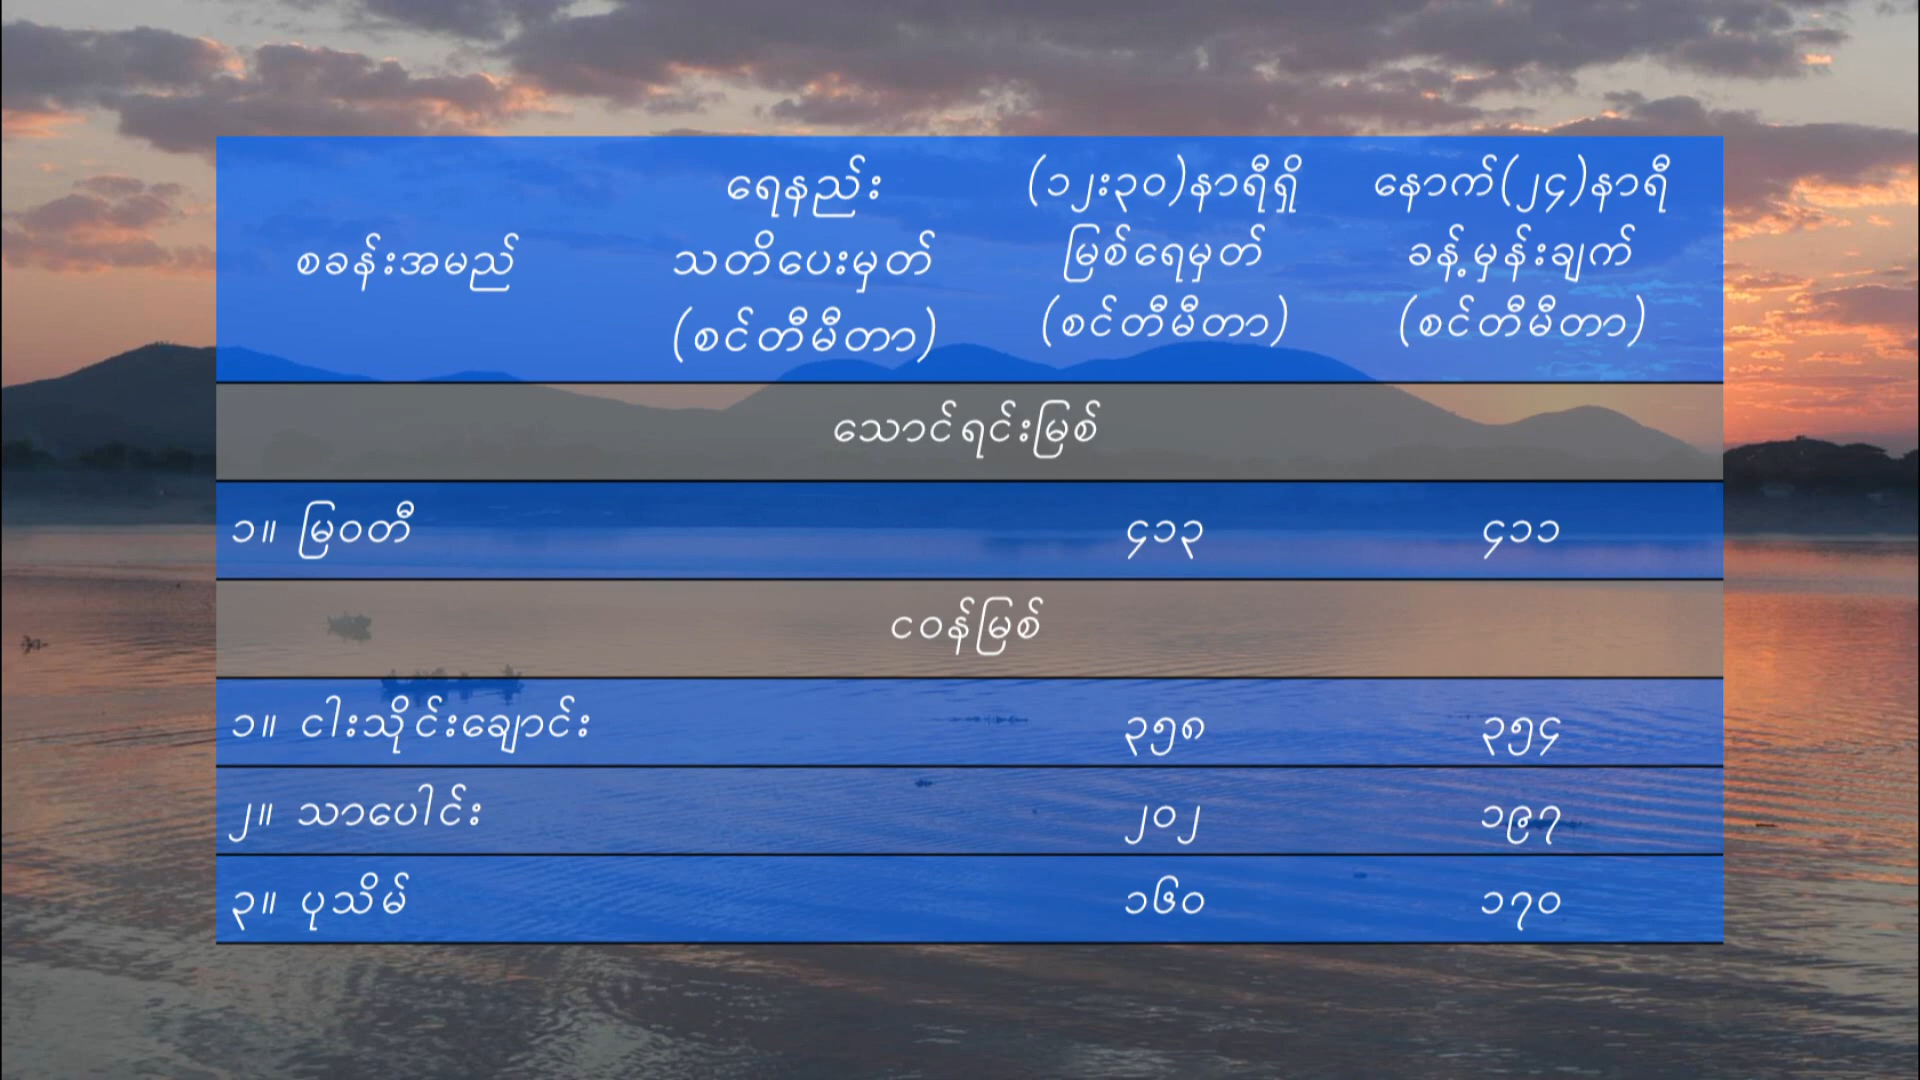 စခန်းအမည်
ရေနည်း
သတိပေးမှတ်
(စင်တီမီတာ)
(၁၂း၃၀)နာရီရှိ
မြစ်ရေမှတ်
(စင်တီမီတာ)
နောက်(၂၄)နာရီ
ခန့်မှန်းချက်
(စင်တီမီတာ)
သောင်ရင်းမြစ်
၁။ မြဝတီ ၄၁၃ ၄၁၁
ငဝန်မြစ်
၁။ ငါးသိုင်းချောင်း ၃၅၈ ၃၅၄
၂။ သာပေါင်း ၂၀၂ ၁၉၇
၃။ ပုသိမ် ၁၆၀ ၁၇၀